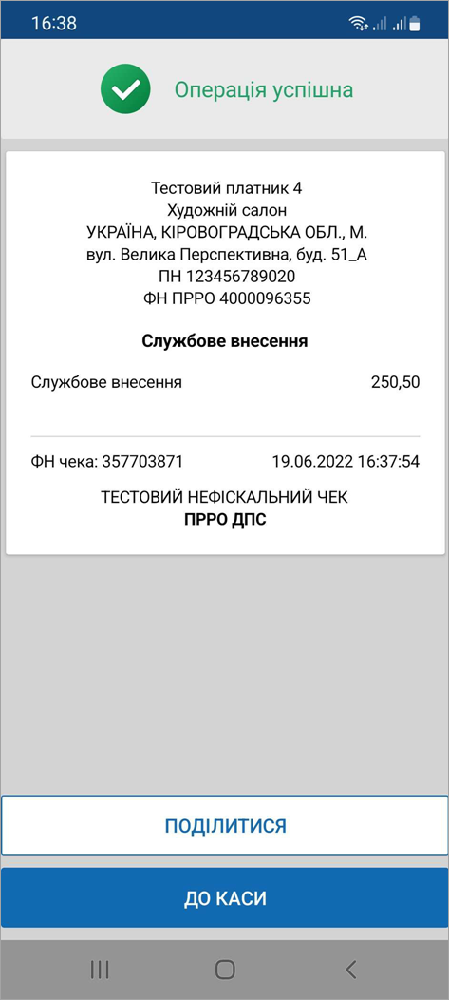 16:38
Операція успішна
Тестовий платник 4
Художній салон
УКРАЇНА, КІРОВОГРАДСЬКА ОБЛ., М.
вул. Велика Перспективна, буд. 51_А
ПН 123456789020
ФН ПРРО 4000096355
Службове внесення
Службове внесення 250,50
ФН чека: 357703871 19.06.2022 16:37:54
ТЕСТОВИЙ НЕФІСКАЛЬНИЙ ЧЕК
ПРРО ДПС
ПОДІЛИТИСЯ
ДО КАСИ